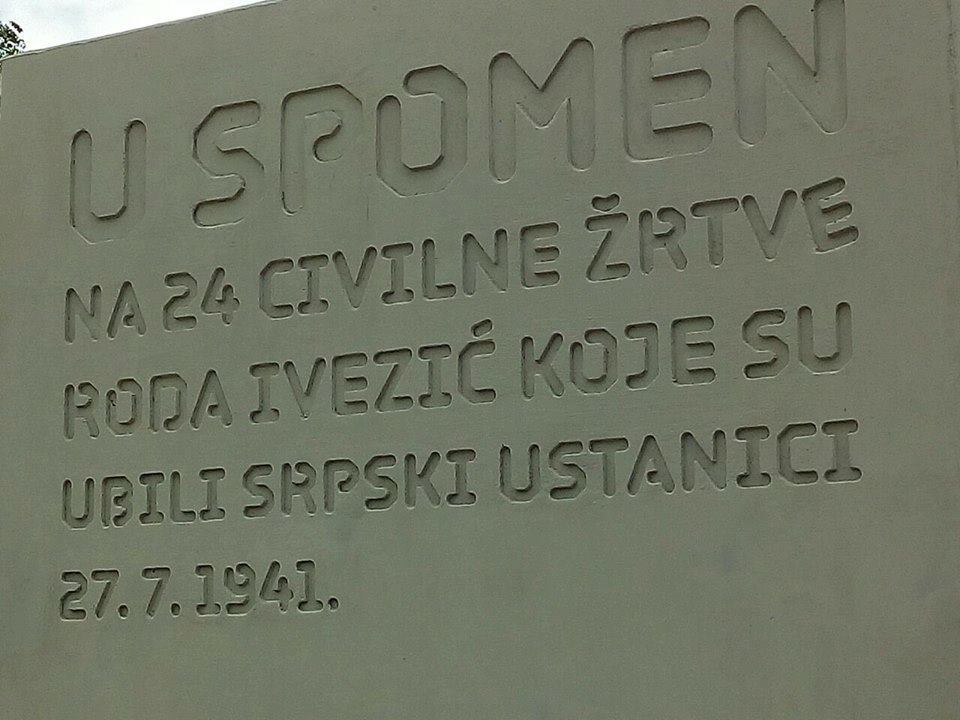 U SPOMEN
NA 24 CIVILNE ŽRTVE
RODA IVEZIĆ KOJE SU
UBILI SRPSKI USTANICI
27.7.1941.